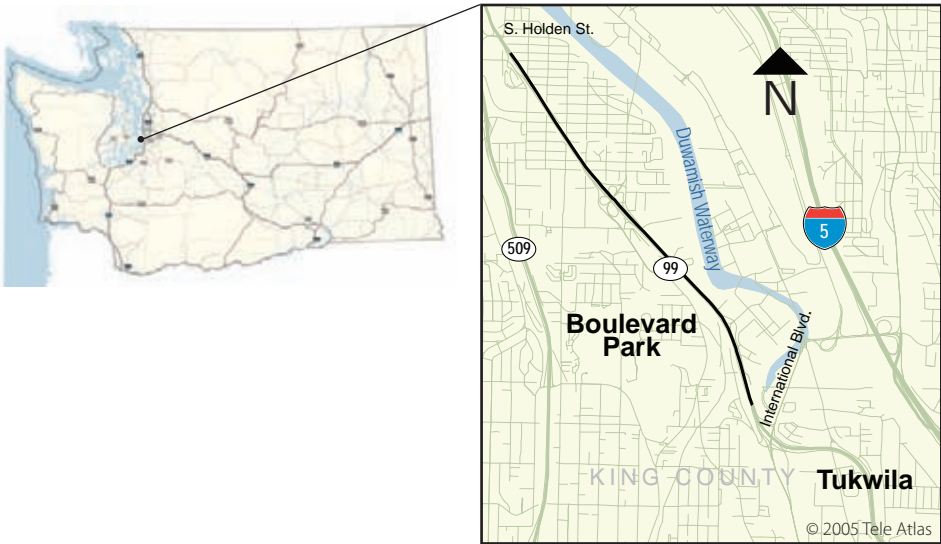 S. Holden St.
N
Duwamish Waterway
5
509
99
Boulevard
Park
International Blvd.
KING COUNTY
Tukwila
© 2005 Tele Atlas